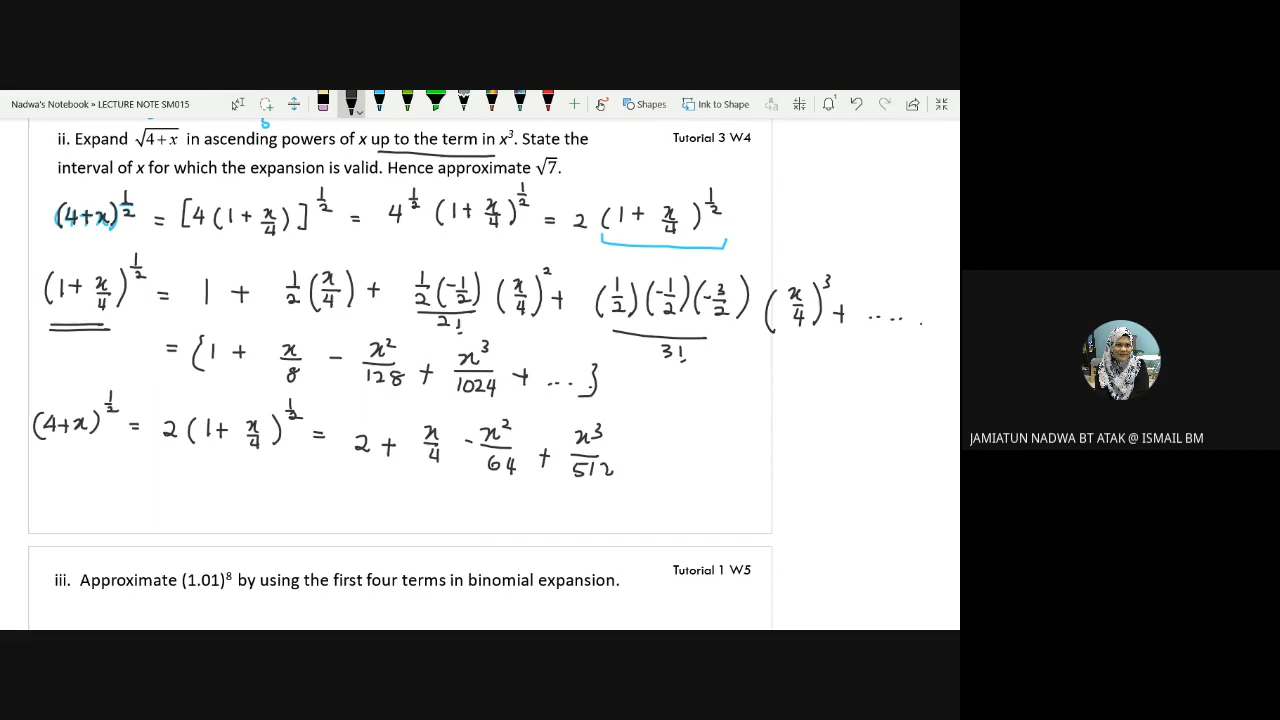 Nadwa's Notebook » LECTURE NOTE SM015
Shapes
Ink to Shape
ii. Expand √(4+x) in ascending powers of x up to the term in x³. State the
Tutorial 3 W4
interval of x for which the expansion is valid. Hence approximate √7.
(4+x)^(1/2) = [4(1+x/4)]^(1/2) = 4^(1/2) (1+x/4)^(1/2) = 2 (1+x/4)^(1/2)
(1+x/4)^(1/2) = 1 + 1/2(x/4) + (1/2(-1/2))/2! (x/4)² + ((1/2)(-1/2)(-3/2))/3! (x/4)³ + .....
= {1 + x/8 - x²/128 + x³/1024 + ...}
(4+x)^(1/2) = 2(1+x/4)^(1/2) = 2 + x/4 - x²/64 + x³/512
iii. Approximate (1.01)⁸ by using the first four terms in binomial expansion.
Tutorial 1 W5
JAMIATUN NADWA BT ATAK @ ISMAIL BM